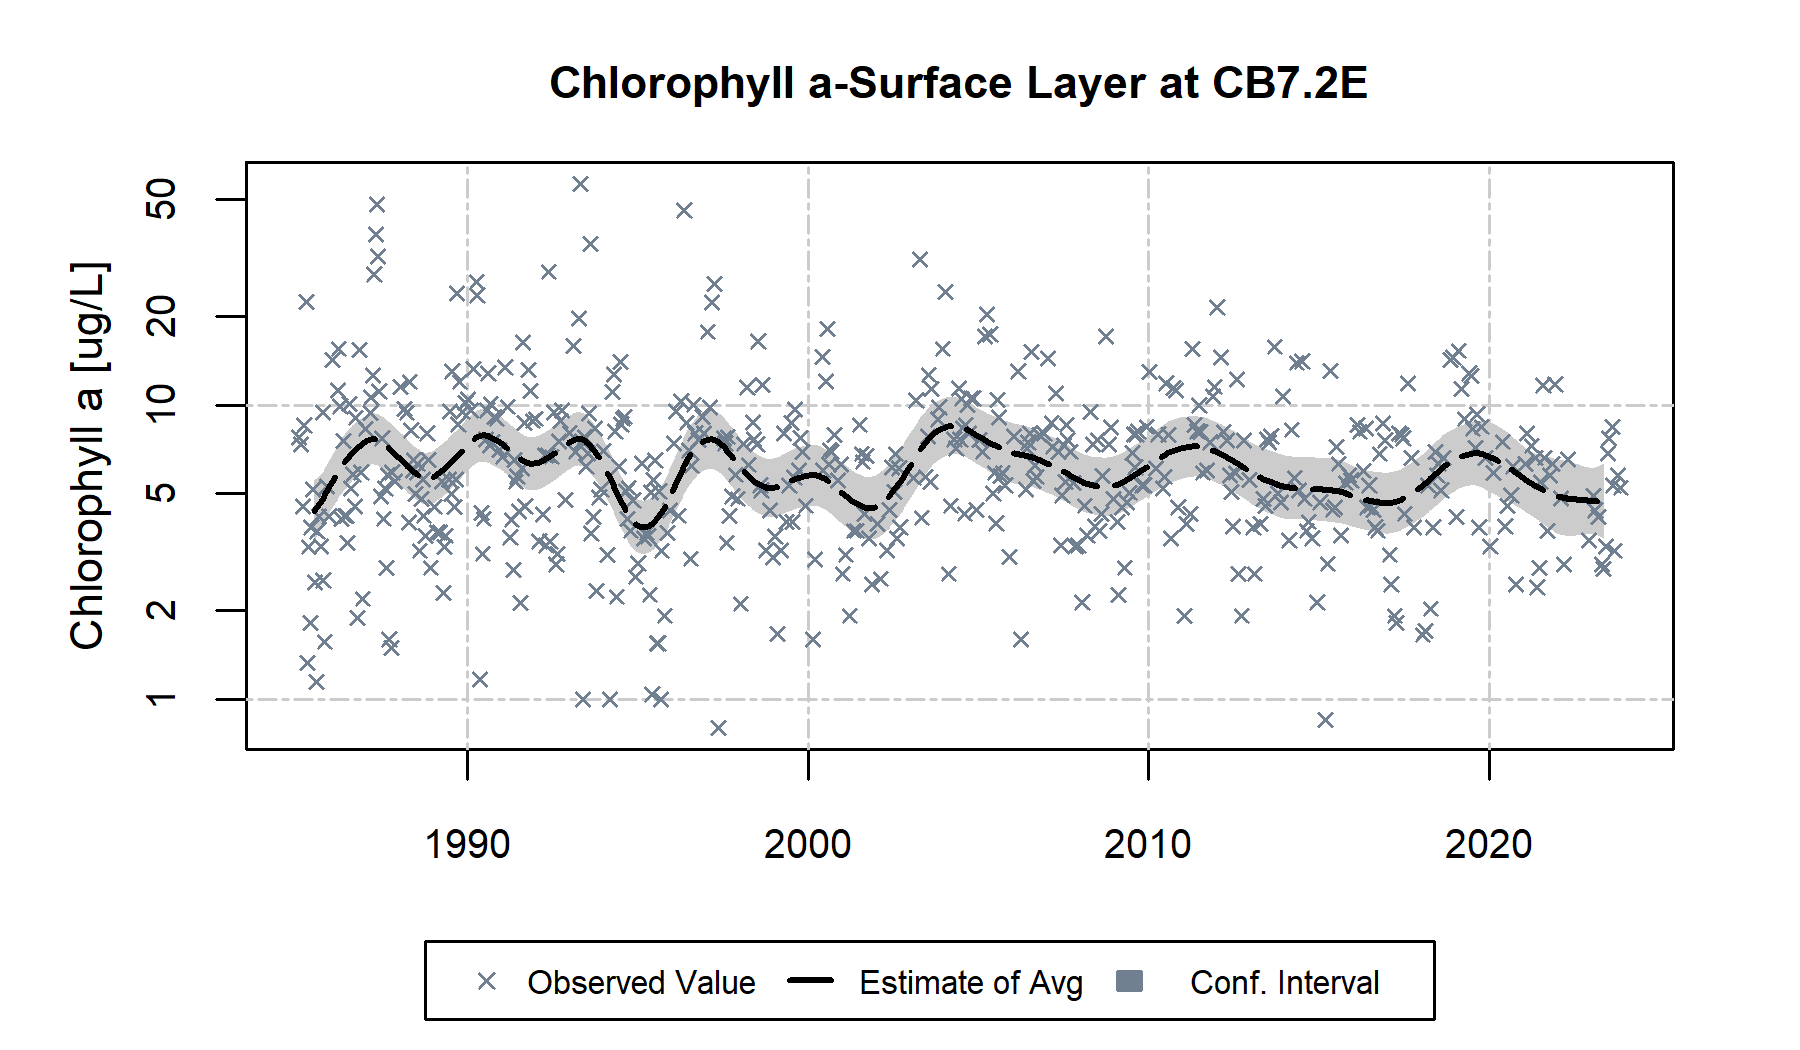 Chlorophyll a-Surface Layer at CB7.2E
Chlorophyll a [ug/L]
50
20
10
5
2
1
1990 2000 2010 2020
Observed Value Estimate of Avg Conf. Interval